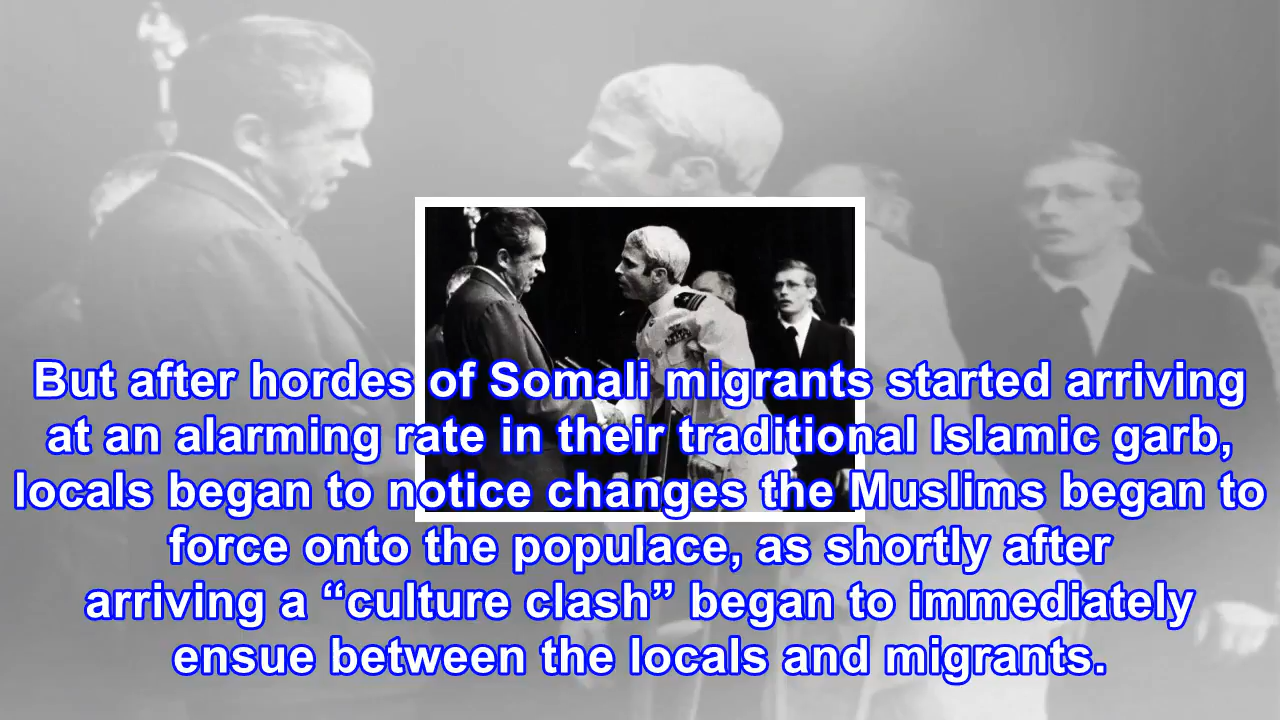 But after hordes of Somali migrants started arriving
at an alarming rate in their traditional Islamic garb,
locals began to notice changes the Muslims began to
force onto the populace, as shortly after
arriving a “culture clash” began to immediately
ensue between the locals and migrants.